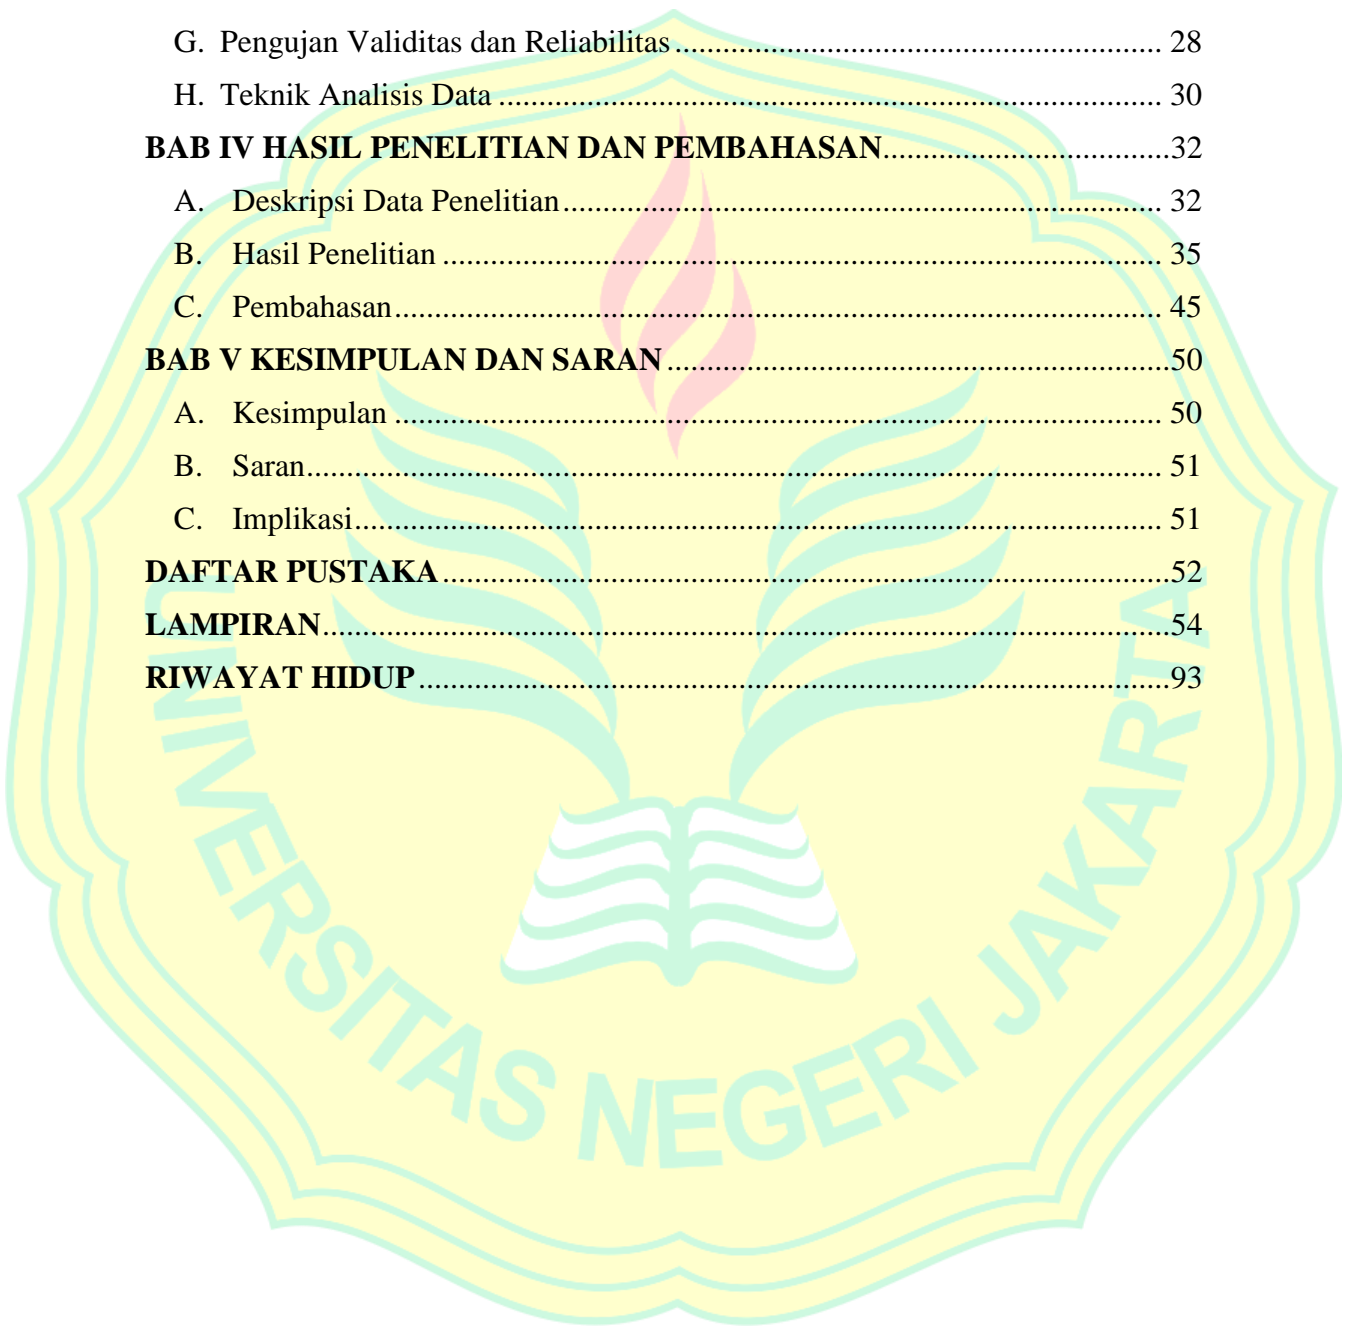 G. Pengujan Validitas dan Reliabilitas............................................................ 28
H. Teknik Analisis Data .................................................................................. 30
BAB IV HASIL PENELITIAN DAN PEMBAHASAN...................................32
A. Deskripsi Data Penelitian.......................................................................... 32
B. Hasil Penelitian ......................................................................................... 35
C. Pembahasan............................................................................................... 45
BAB V KESIMPULAN DAN SARAN ..............................................................50
A. Kesimpulan ............................................................................................... 50
B. Saran.......................................................................................................... 51
C. Implikasi.................................................................................................... 51
DAFTAR PUSTAKA..........................................................................................52
LAMPIRAN.........................................................................................................54
RIWAYAT HIDUP.............................................................................................93
UNIVERSITAS NEGERI JAKARTA